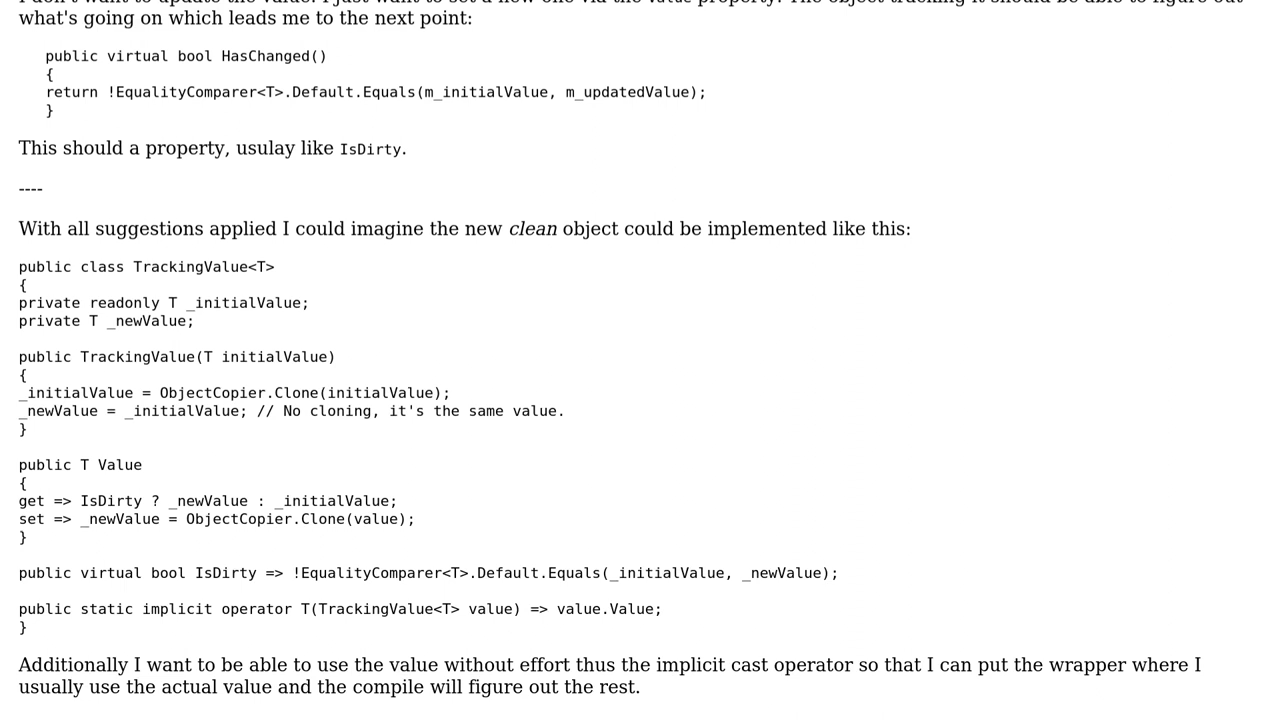 what's going on which leads me to the next point:
public virtual bool HasChanged()
{
return !EqualityComparer<T>.Default.Equals(m_initialValue, m_updatedValue);
}
This should a property, usulay like IsDirty.
----
With all suggestions applied I could imagine the new clean object could be implemented like this:
public class TrackingValue<T>
{
private readonly T _initialValue;
private T _newValue;
public TrackingValue(T initialValue)
{
_initialValue = ObjectCopier.Clone(initialValue);
_newValue = _initialValue; // No cloning, it's the same value.
}
public T Value
{
get => IsDirty ? _newValue : _initialValue;
set => _newValue = ObjectCopier.Clone(value);
}
public virtual bool IsDirty => !EqualityComparer<T>.Default.Equals(_initialValue, _newValue);
public static implicit operator T(TrackingValue<T> value) => value.Value;
}
Additionally I want to be able to use the value without effort thus the implicit cast operator so that I can put the wrapper where I
usually use the actual value and the compile will figure out the rest.